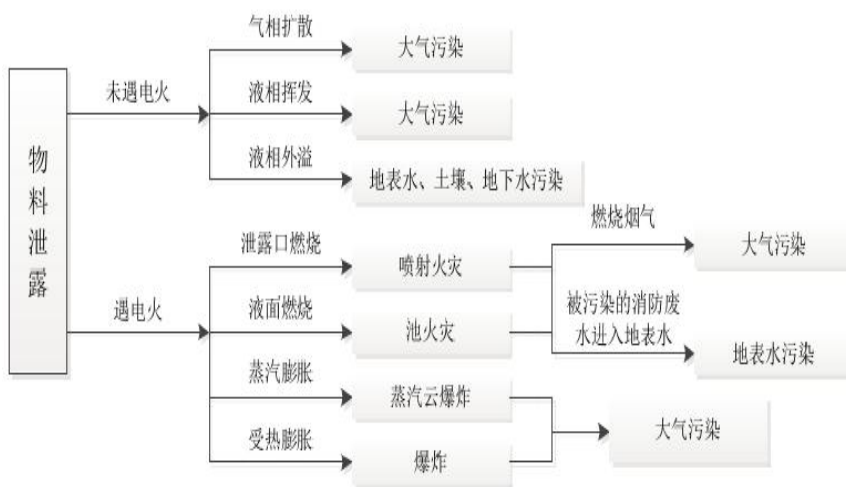 气相扩散
大气污染
未遇电火
液相挥发
大气污染
液相外溢
地表水、土壤、地下水污染
物料泄露
燃烧烟气
大气污染
泄露口燃烧
喷射火灾
遇电火
液面燃烧
池火灾
被污染的消防废
水进入地表水
地表水污染
蒸汽膨胀
蒸汽云爆炸
大气污染
受热膨胀
爆炸